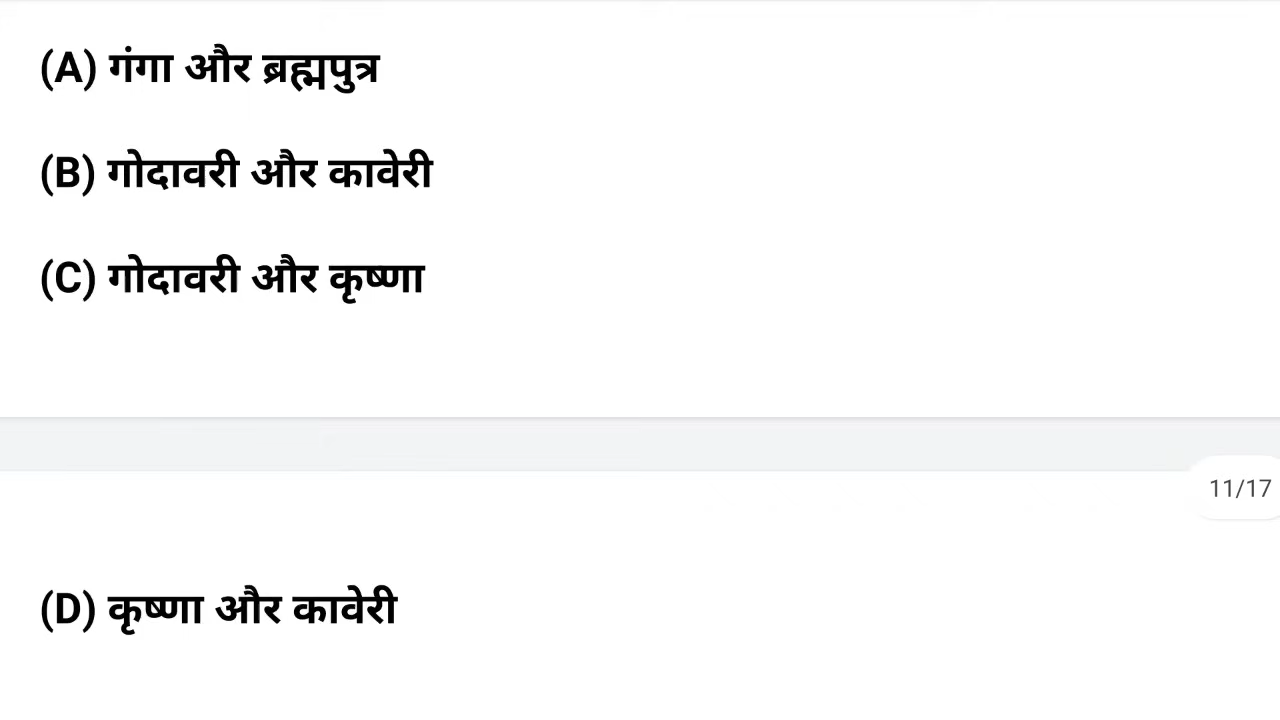 (A) गंगा और ब्रह्मपुत्र
(B) गोदावरी और कावेरी
(C) गोदावरी और कृष्णा
11/17
(D) कृष्णा और कावेरी